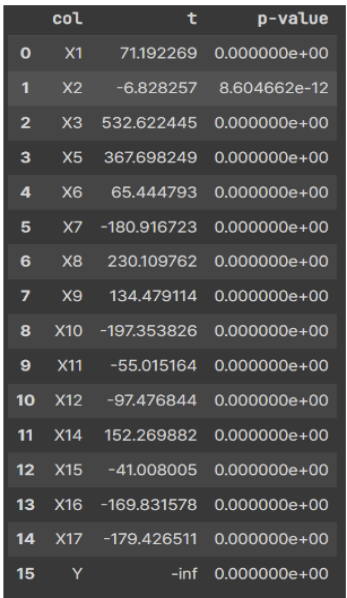 col t p-value
0 X1 71.192269 0.000000e+00
1 X2 -6.828257 8.604662e-12
2 X3 532.622445 0.000000e+00
3 X5 367.698249 0.000000e+00
4 X6 65.444793 0.000000e+00
5 X7 -180.916723 0.000000e+00
6 X8 230.109762 0.000000e+00
7 X9 134.479114 0.000000e+00
8 X10 -197.353826 0.000000e+00
9 X11 -55.015164 0.000000e+00
10 X12 -97.476844 0.000000e+00
11 X14 152.269882 0.000000e+00
12 X15 -41.008005 0.000000e+00
13 X16 -169.831578 0.000000e+00
14 X17 -179.426511 0.000000e+00
15 Y -inf 0.000000e+00